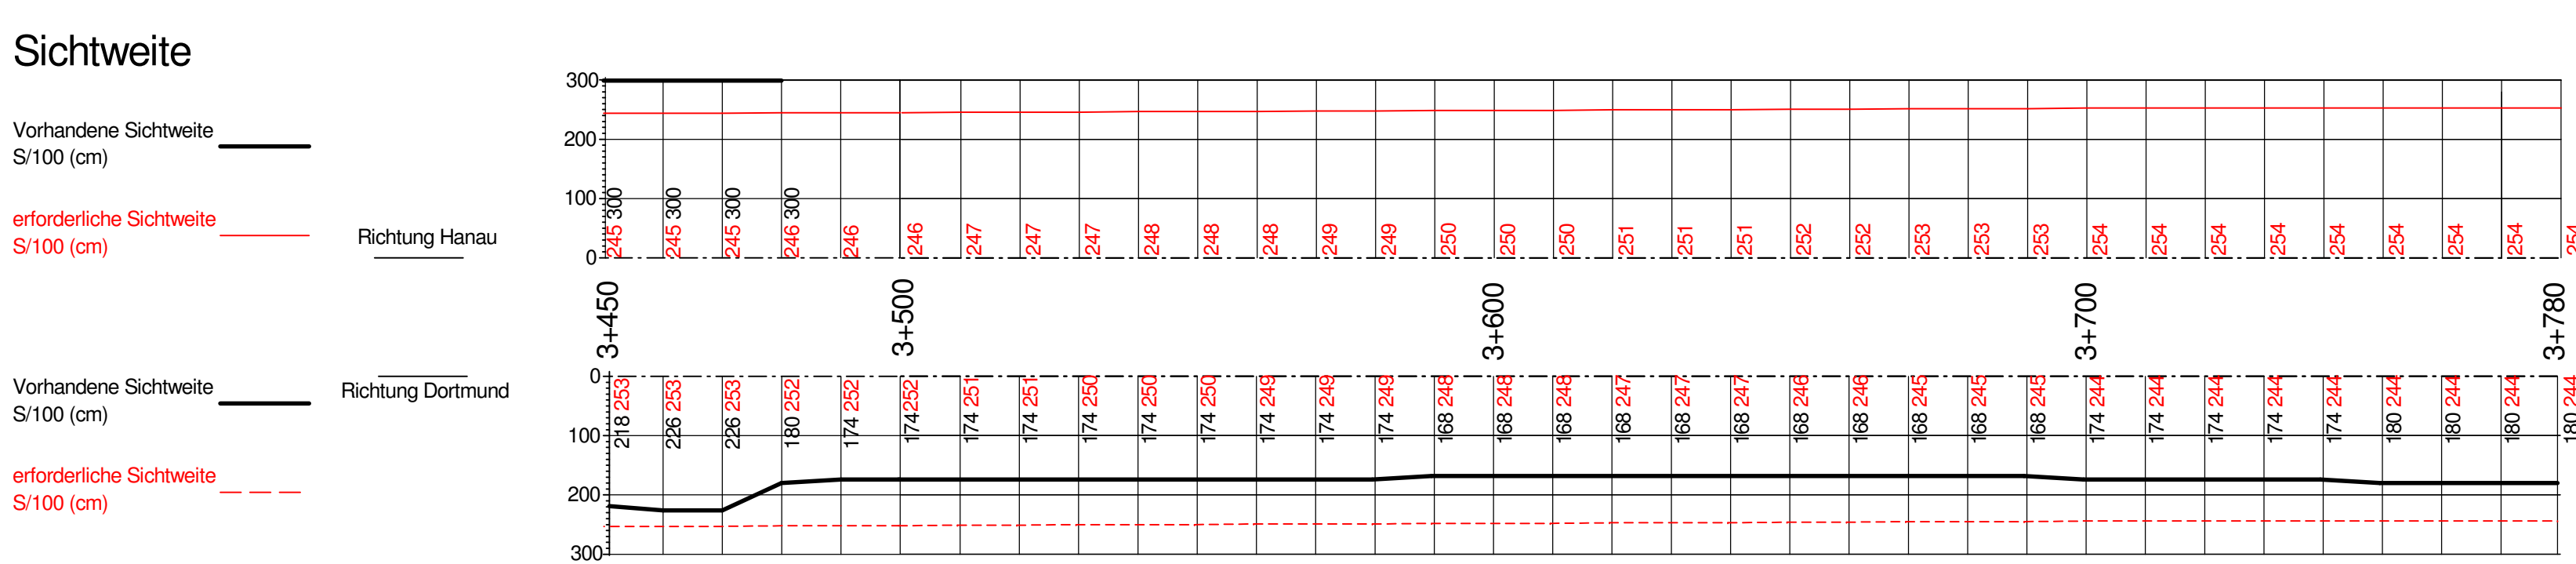 Sichtweite
Vorhandene Sichtweite
S/100 (cm)
erforderliche Sichtweite
S/100 (cm)
Richtung Hanau
300
200
100
0
300 300 300 300
245 245 245 246 246 246 247 247 247 248 248 248 249 249 250 250 250 251 251 251 252 252 253 253 253 254 254 254 254 254 254 254 254 254
3+450 3+500 3+600 3+700 3+780
Vorhandene Sichtweite
S/100 (cm)
erforderliche Sichtweite
S/100 (cm)
Richtung Dortmund
0
100
200
300
253 253 253 252 252 252 251 251 250 250 250 249 249 249 248 248 248 247 247 247 246 246 245 245 245 244 244 244 244 244 244 244 244 244
218 226 226 180 174 174 174 174 174 174 174 174 174 174 168 168 168 168 168 168 168 168 168 168 168 174 174 174 174 174 180 180 180 180